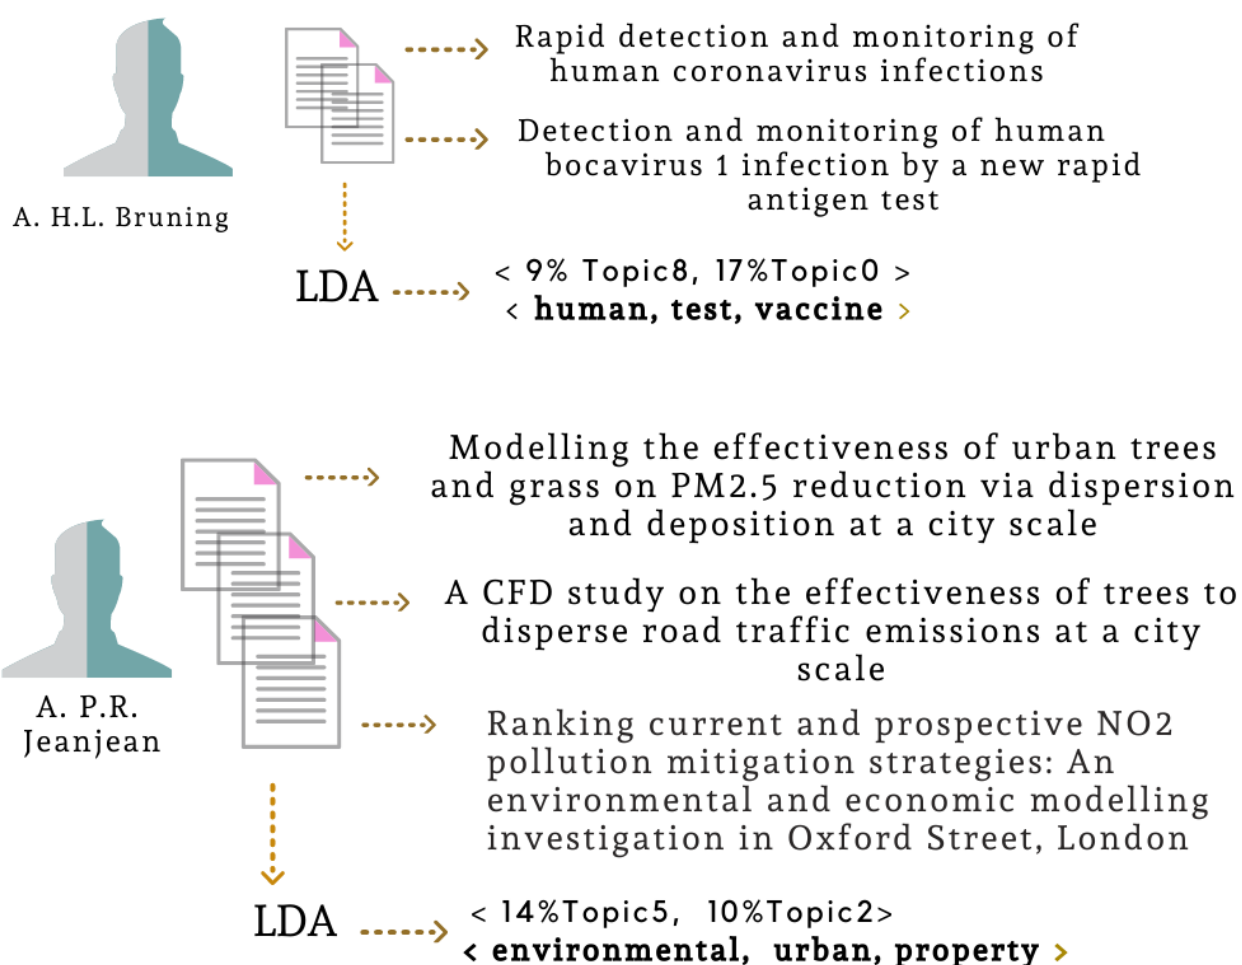 Rapid detection and monitoring of
human coronavirus infections
Detection and monitoring of human
bocavirus 1 infection by a new rapid
antigen test
A. H.L. Bruning
LDA
< 9% Topic8, 17%Topic0 >
< human, test, vaccine >
Modelling the effectiveness of urban trees
and grass on PM2.5 reduction via dispersion
and deposition at a city scale
A CFD study on the effectiveness of trees to
disperse road traffic emissions at a city
scale
A. P.R.
Jeanjean
Ranking current and prospective NO2
pollution mitigation strategies: An
environmental and economic modelling
investigation in Oxford Street, London
LDA
< 14%Topic5, 10%Topic2>
< environmental, urban, property >